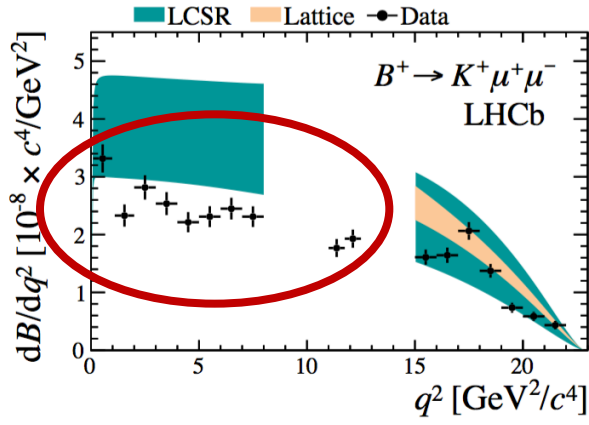 LCSR Lattice Data
B⁺ → K⁺μ⁺μ⁻
LHCb
dB/dq² [10⁻⁸ × c⁴/GeV²]
5
4
3
2
1
0
0 5 10 15 20
q² [GeV²/c⁴]